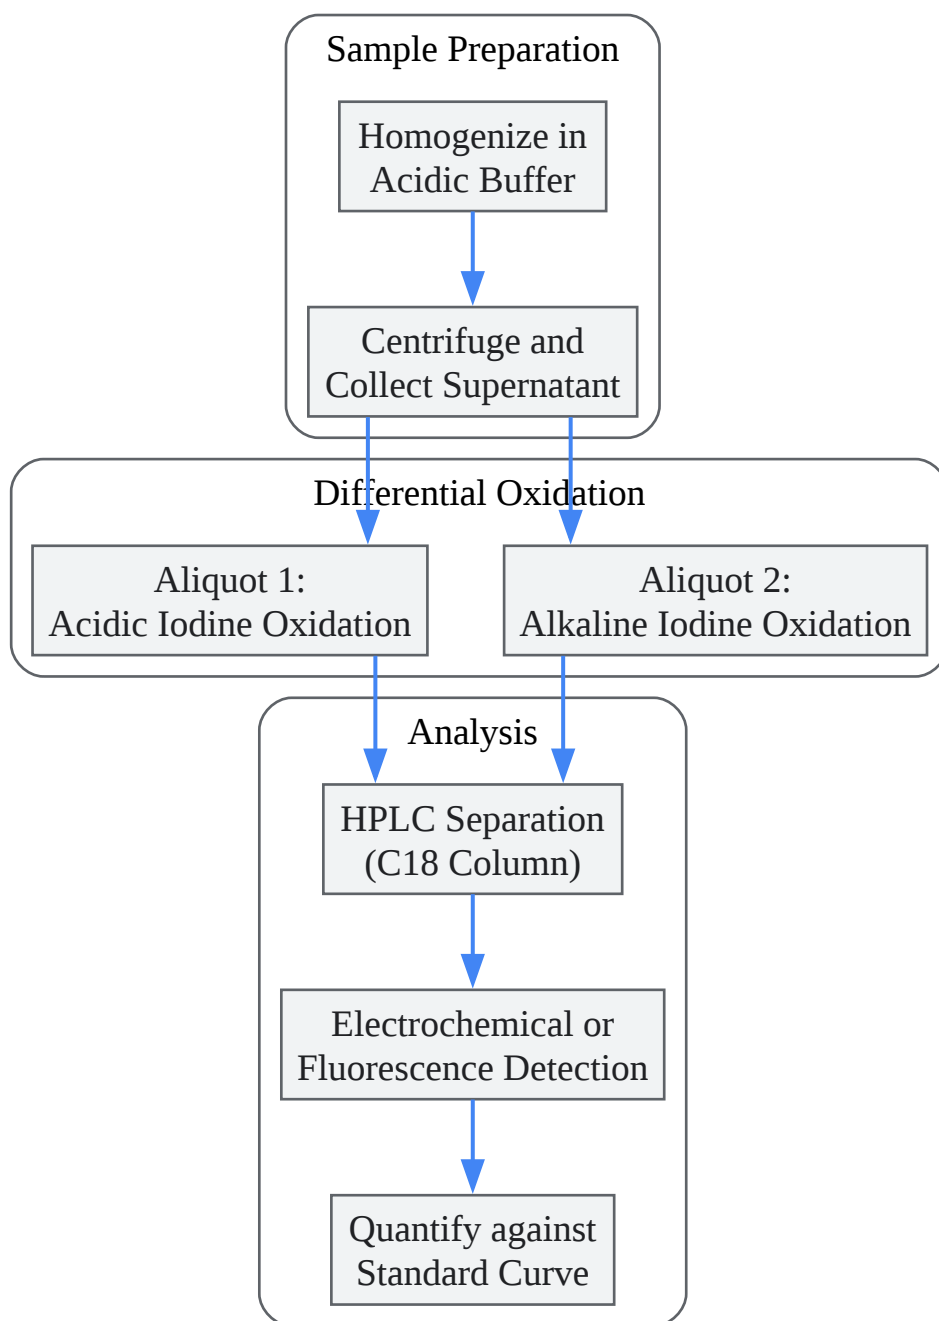 Sample Preparation
Homogenize in
Acidic Buffer
Centrifuge and
Collect Supernatant
Differential Oxidation
Aliquot 1:
Acidic Iodine Oxidation
Aliquot 2:
Alkaline Iodine Oxidation
Analysis
HPLC Separation
(C18 Column)
Electrochemical or
Fluorescence Detection
Quantify against
Standard Curve